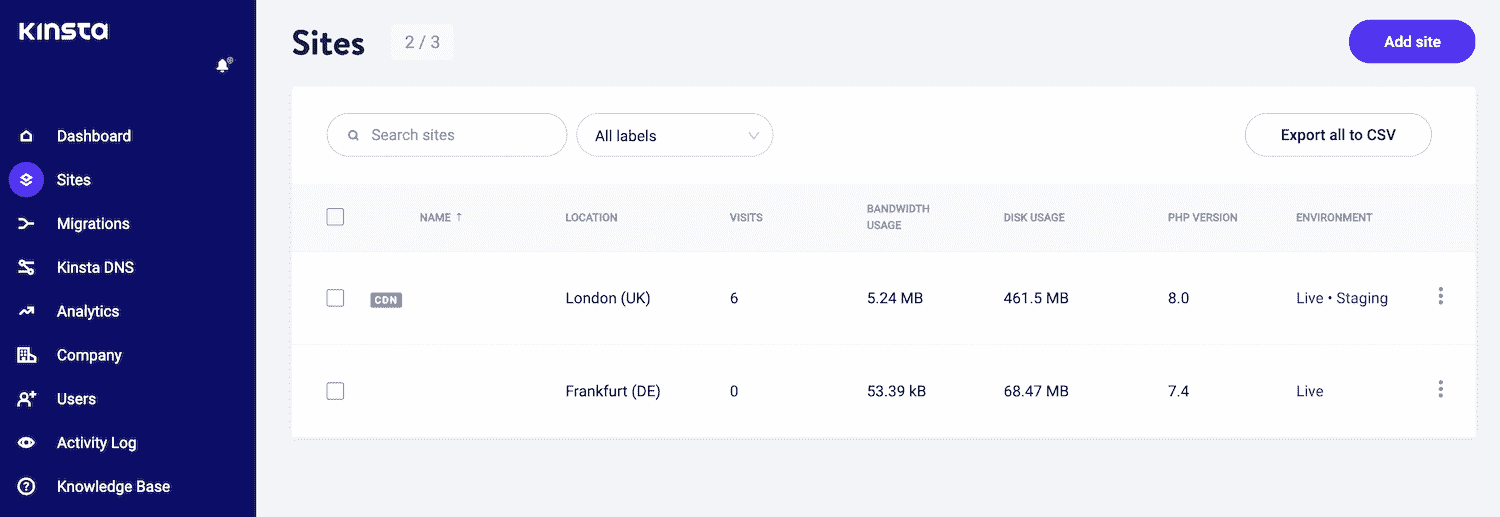 Kinsta
Sites 2 / 3
Add site
Dashboard
Sites
Migrations
Kinsta DNS
Analytics
Company
Users
Activity Log
Knowledge Base
Search sites
All labels
Export all to CSV
NAME ↑ LOCATION VISITS BANDWIDTH USAGE DISK USAGE PHP VERSION ENVIRONMENT
CDN London (UK) 6 5.24 MB 461.5 MB 8.0 Live • Staging
Frankfurt (DE) 0 53.39 kB 68.47 MB 7.4 Live